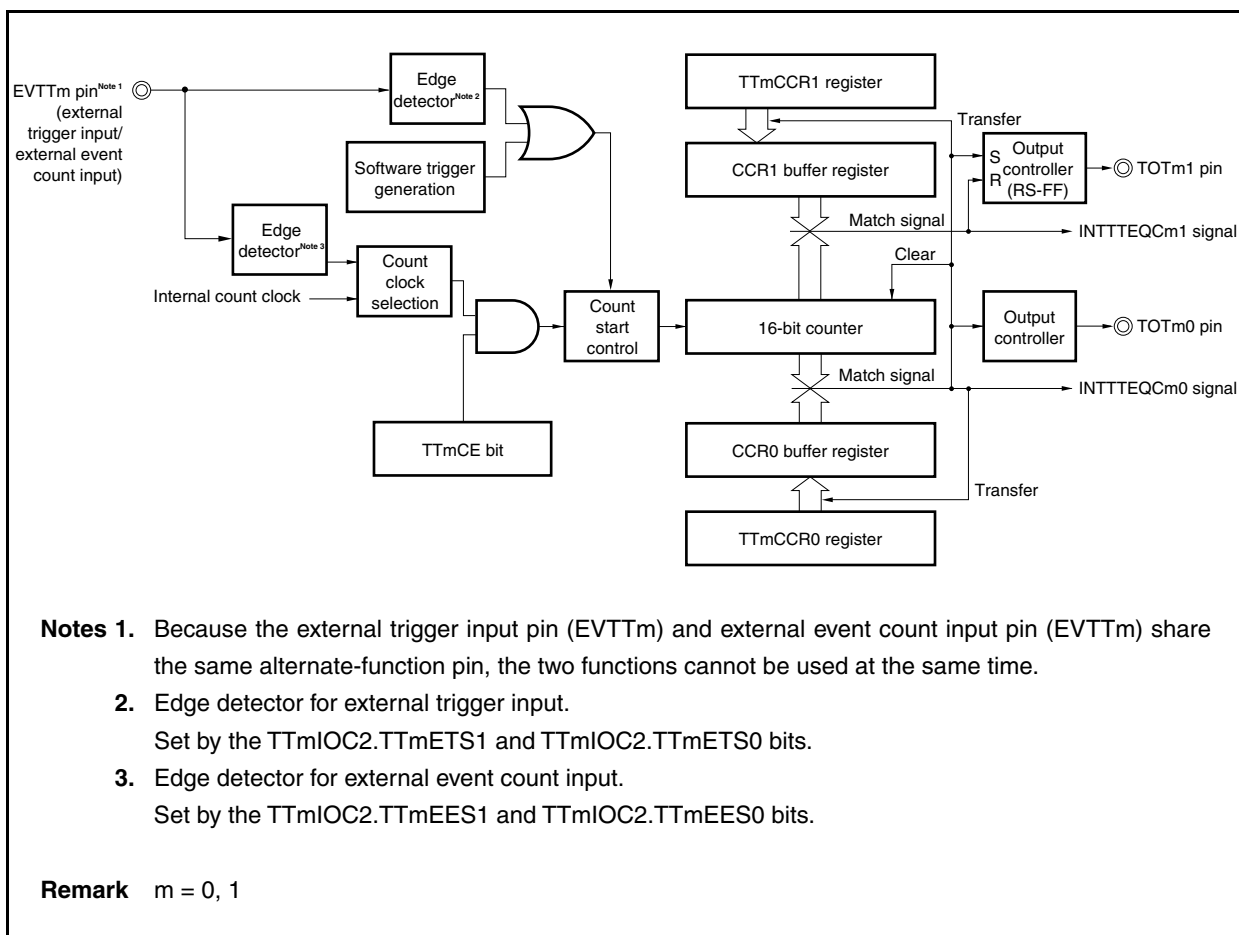 EVTTm pin Note 1
(external
trigger input/
external event
count input)
Edge
detector Note 2
Software trigger
generation
Edge
detector Note 3
Internal count clock
Count
clock
selection
TTmCE bit
Count
start
control
TTmCCR1 register
Transfer
CCR1 buffer register
Match signal
Clear
16-bit counter
Match signal
CCR0 buffer register
Transfer
TTmCCR0 register
S
R
Output
controller
(RS-FF)
TOTm1 pin
INTTTEQCm1 signal
Output
controller
TOTm0 pin
INTTTEQCm0 signal
Notes 1. Because the external trigger input pin (EVTTm) and external event count input pin (EVTTm) share
the same alternate-function pin, the two functions cannot be used at the same time.
2. Edge detector for external trigger input.
Set by the TTmIOC2.TTmETS1 and TTmIOC2.TTmETS0 bits.
3. Edge detector for external event count input.
Set by the TTmIOC2.TTmEES1 and TTmIOC2.TTmEES0 bits.
Remark m = 0, 1